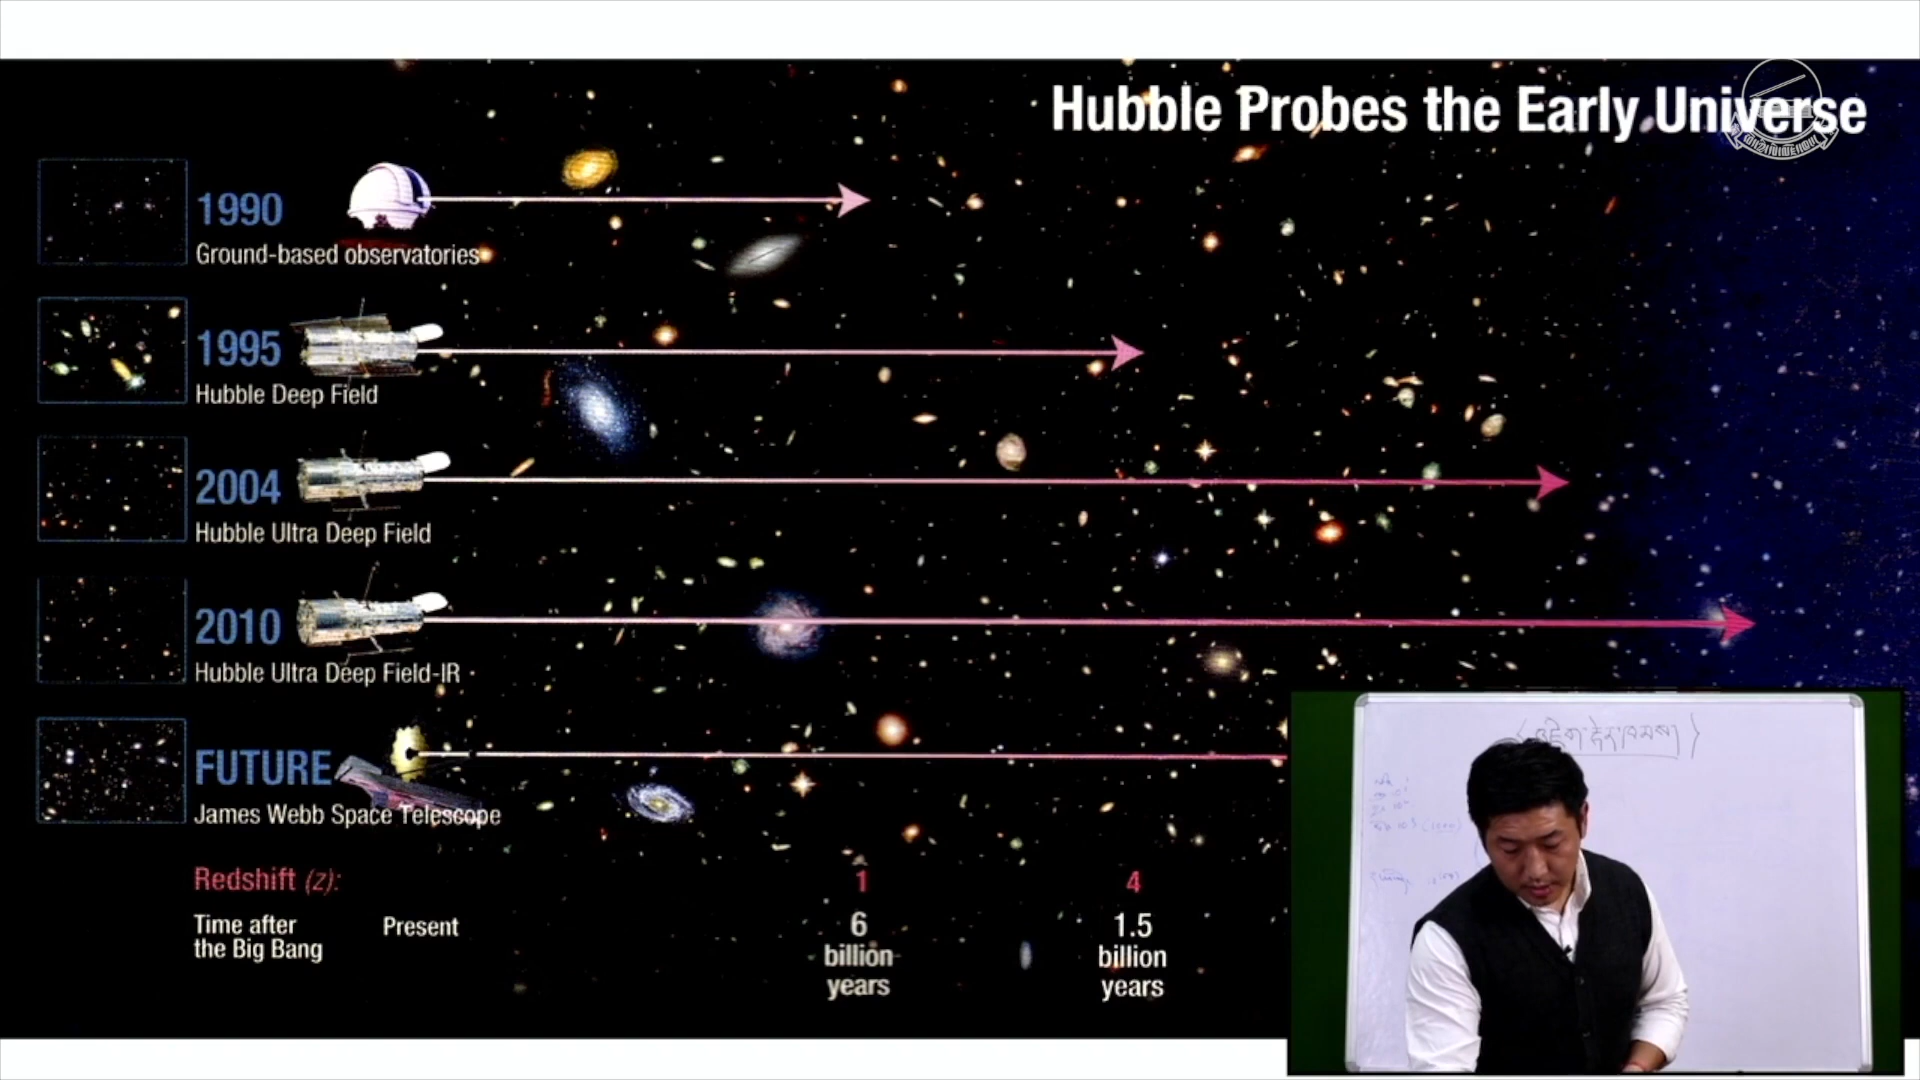 Hubble Probes the Early Universe
1990
Ground-based observatories
1995
Hubble Deep Field
2004
Hubble Ultra Deep Field
2010
Hubble Ultra Deep Field-IR
FUTURE
James Webb Space Telescope
Redshift (z):
1
4
Time after
the Big Bang
Present
6
billion
years
1.5
billion
years